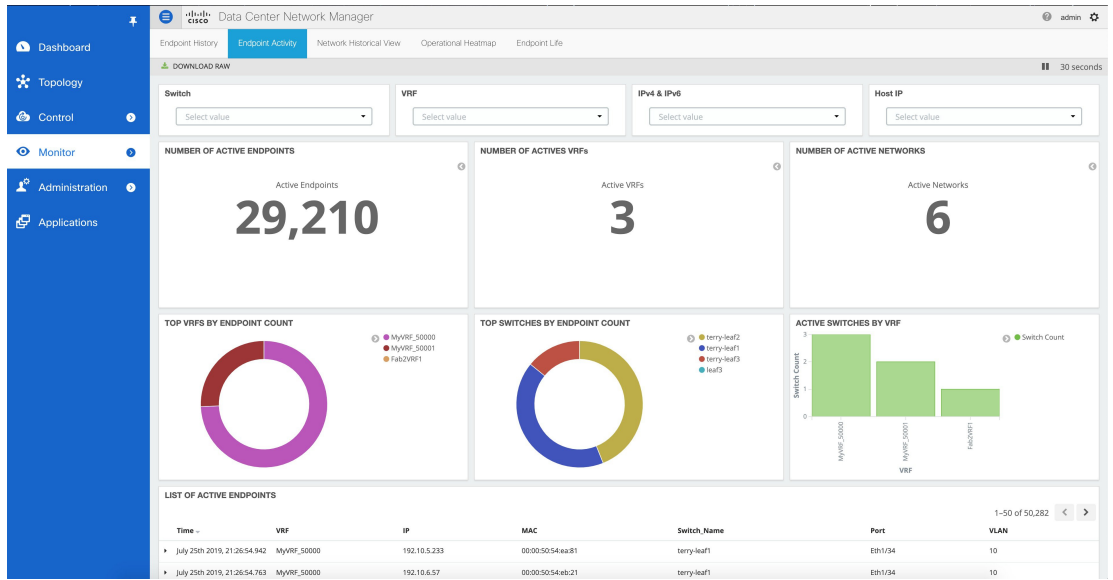 cisco Data Center Network Manager
admin
Dashboard
Topology
Control
Monitor
Administration
Applications
Endpoint History Endpoint Activity Network Historical View Operational Heatmap Endpoint Life
DOWNLOAD RAW
30 seconds
Switch VRF IPv4 & IPv6 Host IP
Select value Select value Select value Select value
NUMBER OF ACTIVE ENDPOINTS
Active Endpoints
29,210
NUMBER OF ACTIVES VRFs
Active VRFs
3
NUMBER OF ACTIVE NETWORKS
Active Networks
6
TOP VRFS BY ENDPOINT COUNT
MyVRF_50000
MyVRF_50001
Fab2VRF1
TOP SWITCHES BY ENDPOINT COUNT
terry-leaf2
terry-leaf1
terry-leaf3
leaf3
ACTIVE SWITCHES BY VRF
Switch Count
Switch Count
3
2
1
0
MyVRF_50000
MyVRF_50001
Fab2VRF1
VRF
LIST OF ACTIVE ENDPOINTS
1–50 of 50,282
Time VRF IP MAC Switch_Name Port VLAN
July 25th 2019, 21:26:54.942 MyVRF_50000 192.10.5.233 00:00:50:54:ea:81 terry-leaf1 Eth1/34 10
July 25th 2019, 21:26:54.763 MyVRF_50000 192.10.6.57 00:00:50:54:eb:21 terry-leaf1 Eth1/34 10